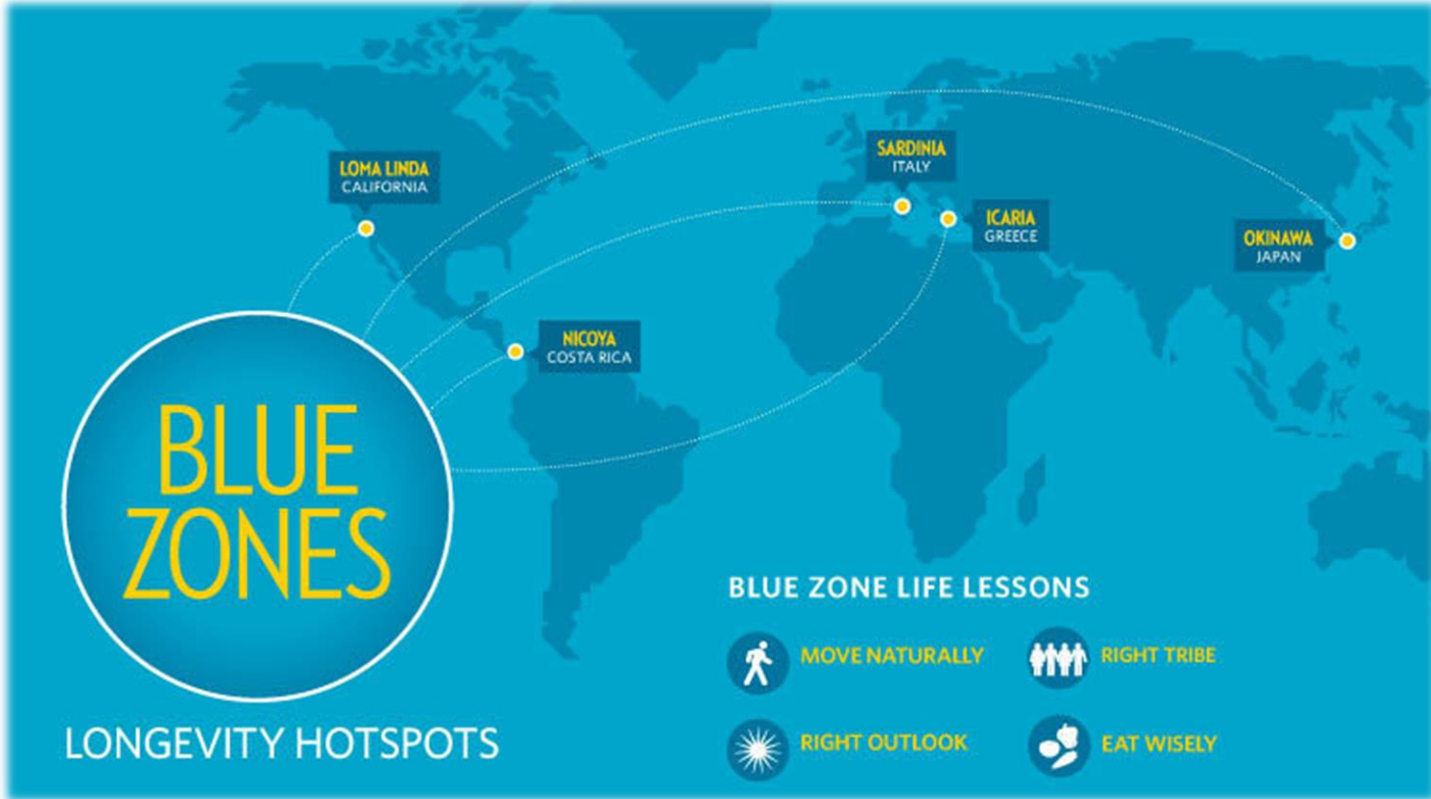 LOMA LINDA
CALIFORNIA
SARDINIA
ITALY
ICARIA
GREECE
OKINAWA
JAPAN
NICOYA
COSTA RICA
BLUE
ZONES
LONGEVITY HOTSPOTS
BLUE ZONE LIFE LESSONS
MOVE NATURALLY
RIGHT TRIBE
RIGHT OUTLOOK
EAT WISELY